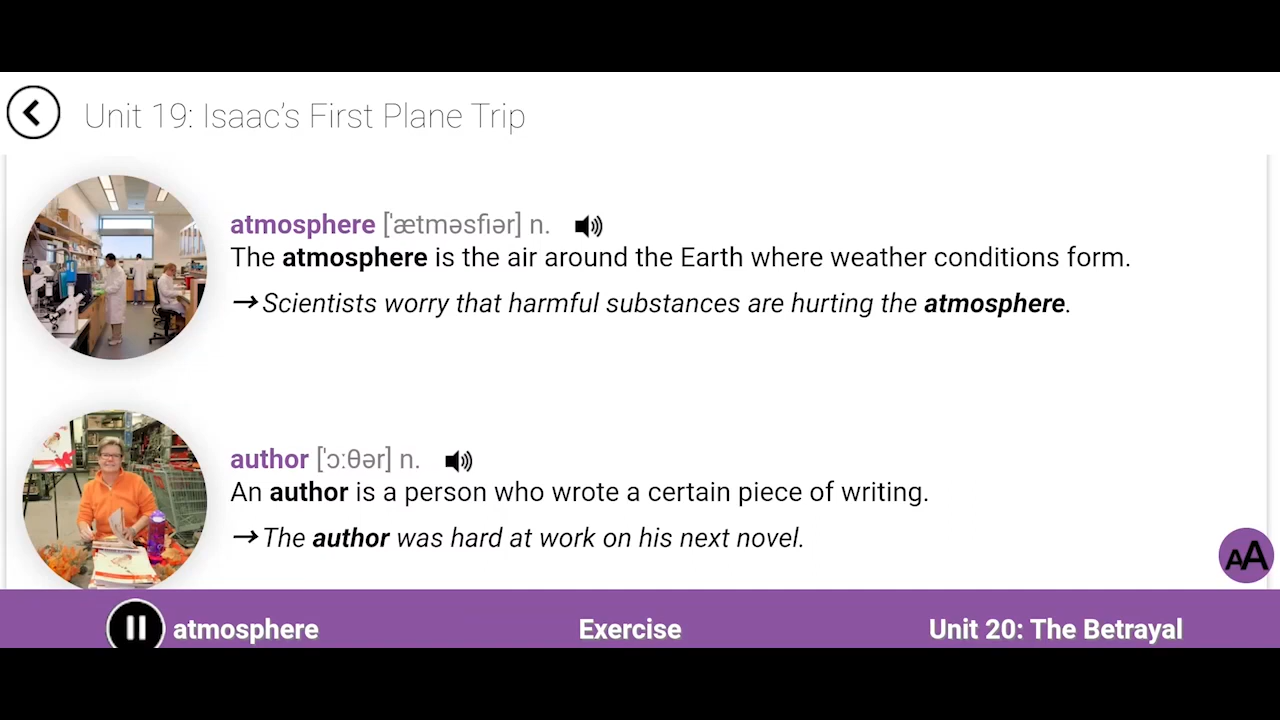 Unit 19: Isaac’s First Plane Trip
atmosphere [ˈætməsfɪər] n.
The atmosphere is the air around the Earth where weather conditions form.
→ Scientists worry that harmful substances are hurting the atmosphere.
author [ˈɔːθər] n.
An author is a person who wrote a certain piece of writing.
→ The author was hard at work on his next novel.
AA
atmosphere
Exercise
Unit 20: The Betrayal